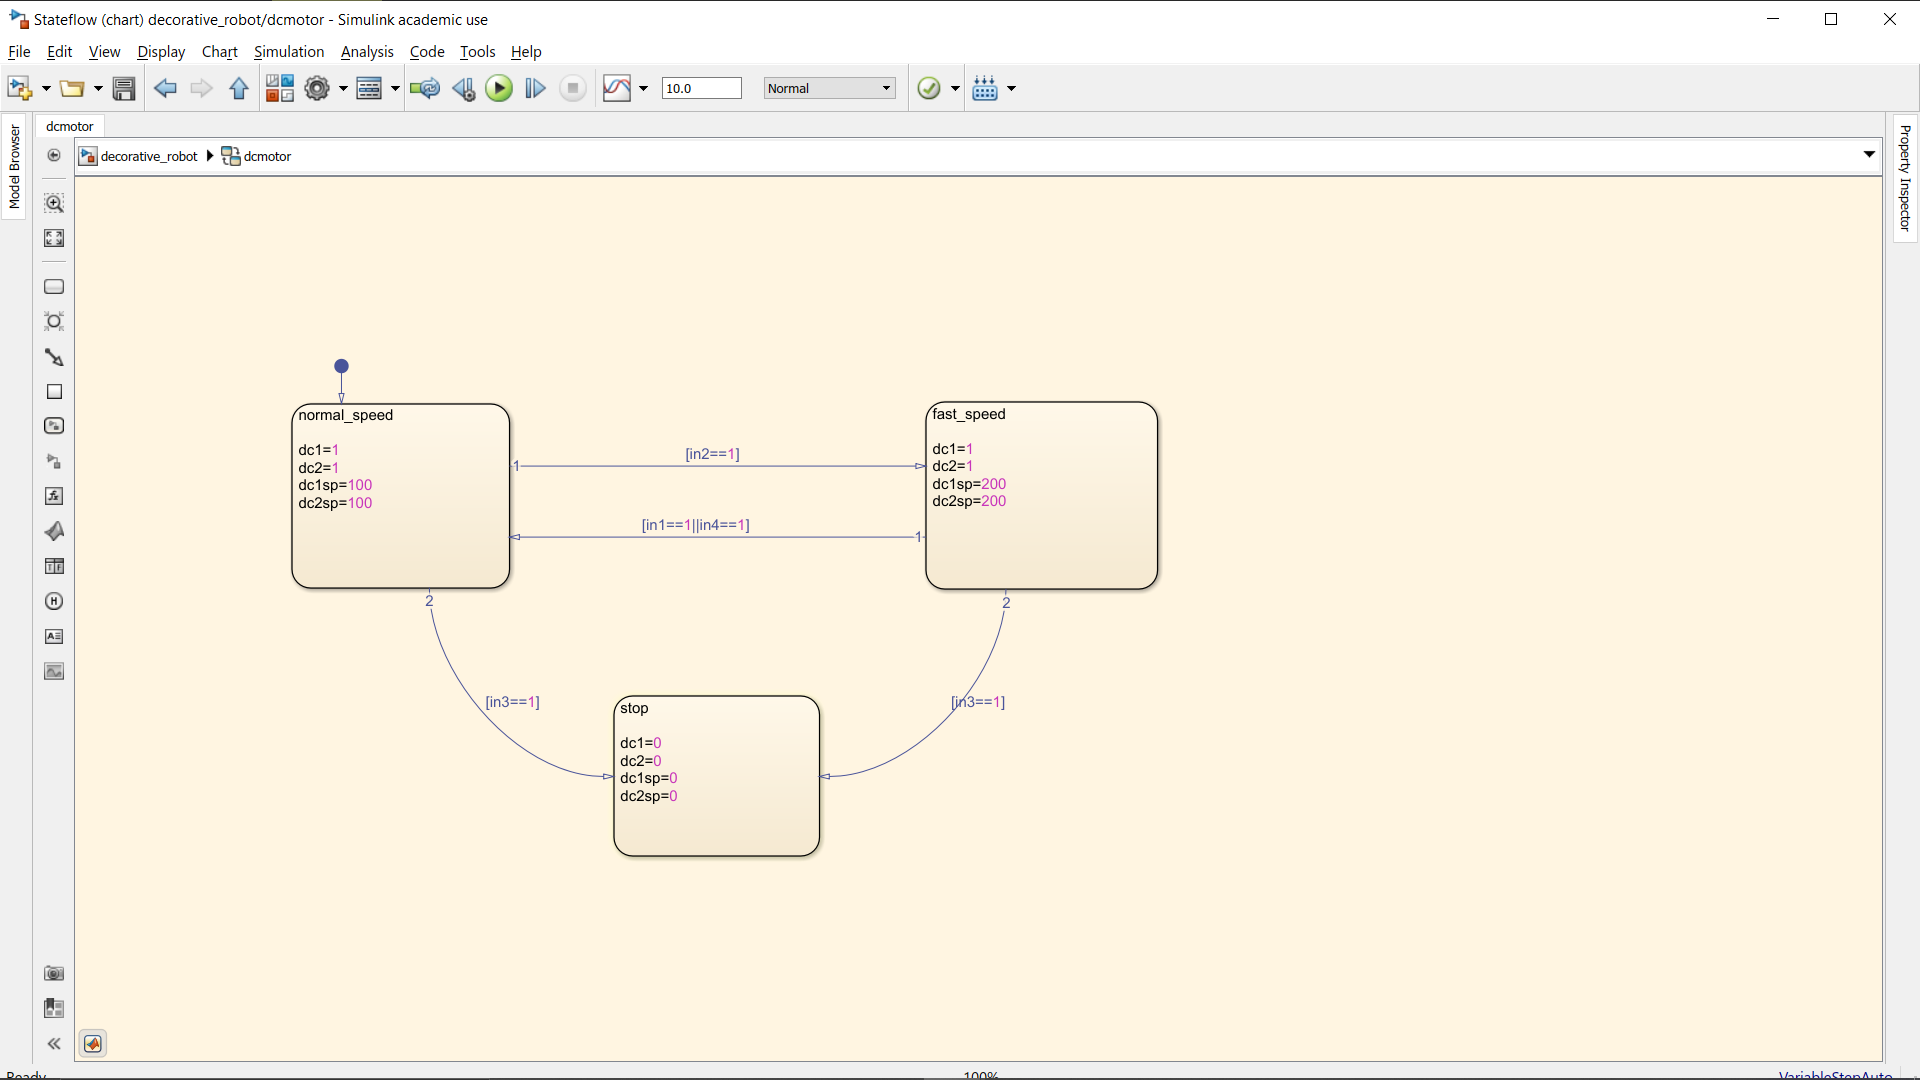 Stateflow (chart) decorative_robot/dcmotor - Simulink academic use
File Edit View Display Chart Simulation Analysis Code Tools Help
10.0 Normal
dcmotor
decorative_robot dcmotor
Model Browser
Property Inspector
normal_speed
dc1=1
dc2=1
dc1sp=100
dc2sp=100
1
[in2==1]
[in1==1||in4==1]
1
fast_speed
dc1=1
dc2=1
dc1sp=200
dc2sp=200
2
2
[in3==1]
[in3==1]
stop
dc1=0
dc2=0
dc1sp=0
dc2sp=0
Ready 100% VariableStepAuto